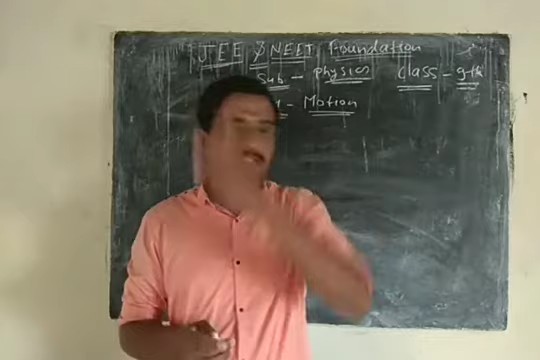 JEE & NEET Foundation
Sub - physics Class - 9th
- Motion